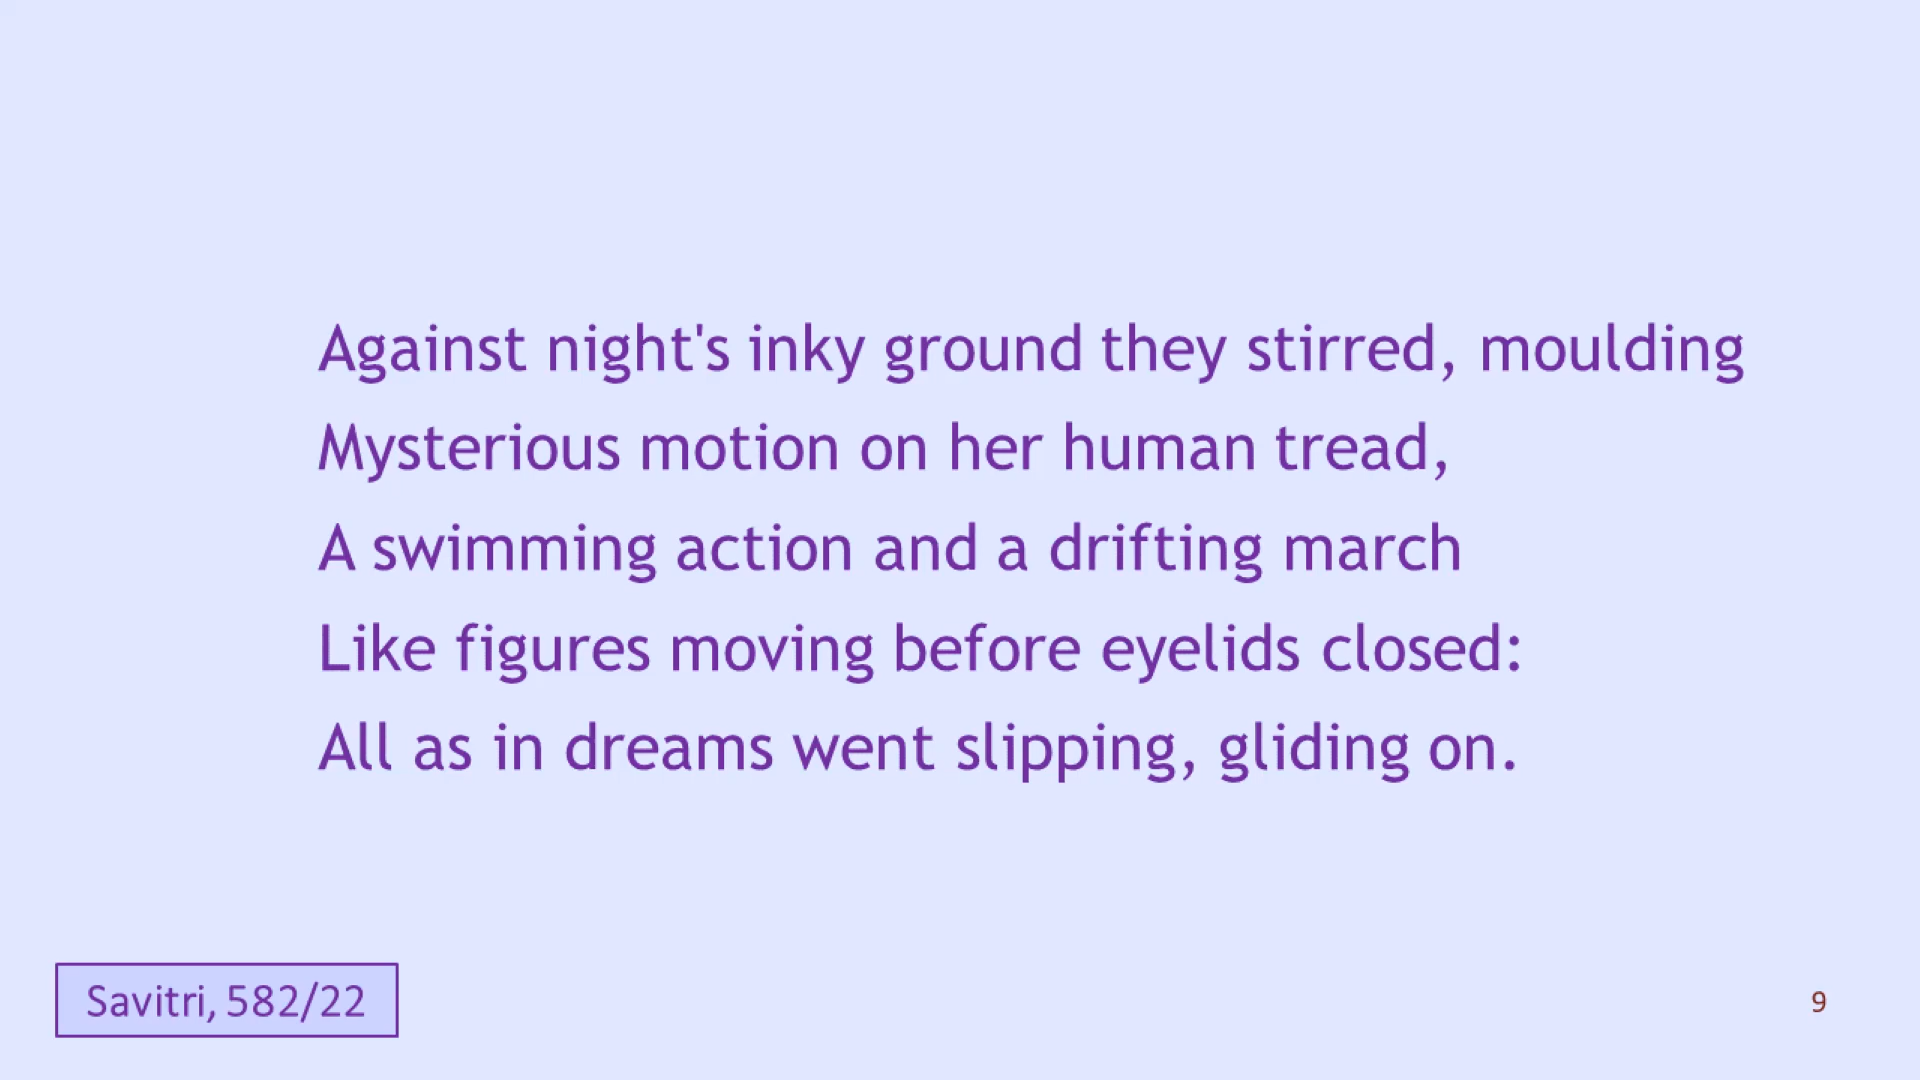 Against night's inky ground they stirred, moulding
Mysterious motion on her human tread,
A swimming action and a drifting march
Like figures moving before eyelids closed:
All as in dreams went slipping, gliding on.
Savitri, 582/22
9